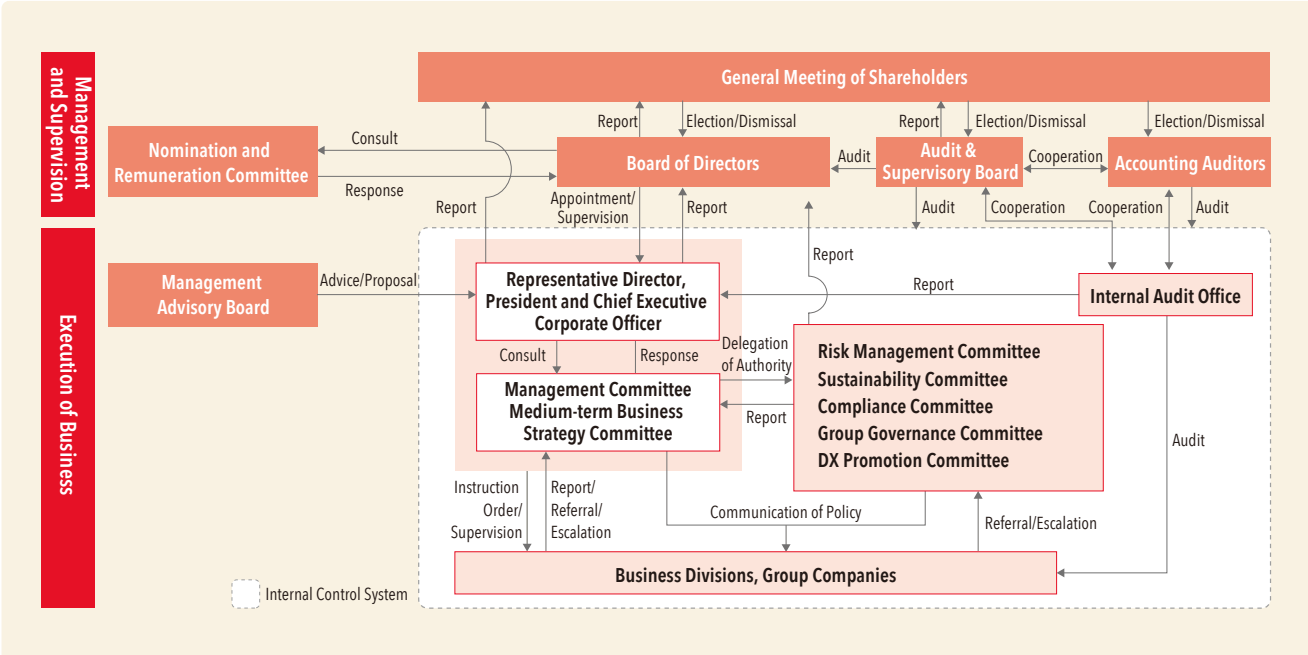 Management
and Supervision
General Meeting of Shareholders
Report
Election/Dismissal
Report
Election/Dismissal
Election/Dismissal
Consult
Nomination and
Remuneration Committee
Response
Board of Directors
Audit
Audit &
Supervisory Board
Cooperation
Accounting Auditors
Report
Appointment/
Supervision
Report
Audit
Cooperation
Cooperation
Audit
Execution of Business
Management
Advisory Board
Advice/Proposal
Representative Director,
President and Chief Executive
Corporate Officer
Report
Report
Internal Audit Office
Consult
Response
Delegation
of Authority
Management Committee
Medium-term Business
Strategy Committee
Report
Risk Management Committee
Sustainability Committee
Compliance Committee
Group Governance Committee
DX Promotion Committee
Audit
Instruction
Order/
Supervision
Report/
Referral/
Escalation
Communication of Policy
Referral/Escalation
Business Divisions, Group Companies
Internal Control System